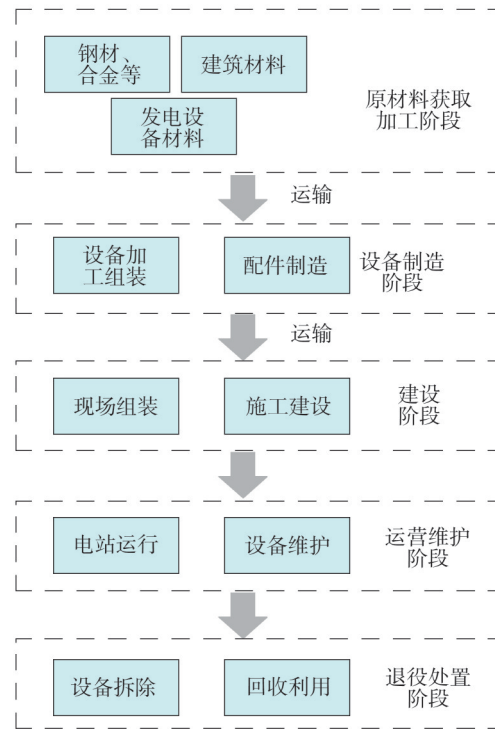 钢材、
合金等
建筑材料
发电设
备材料
原材料获取
加工阶段
运输
设备加
工组装
配件制造
设备制造
阶段
运输
现场组装
施工建设
建设
阶段
电站运行
设备维护
运营维护
阶段
设备拆除
回收利用
退役处置
阶段